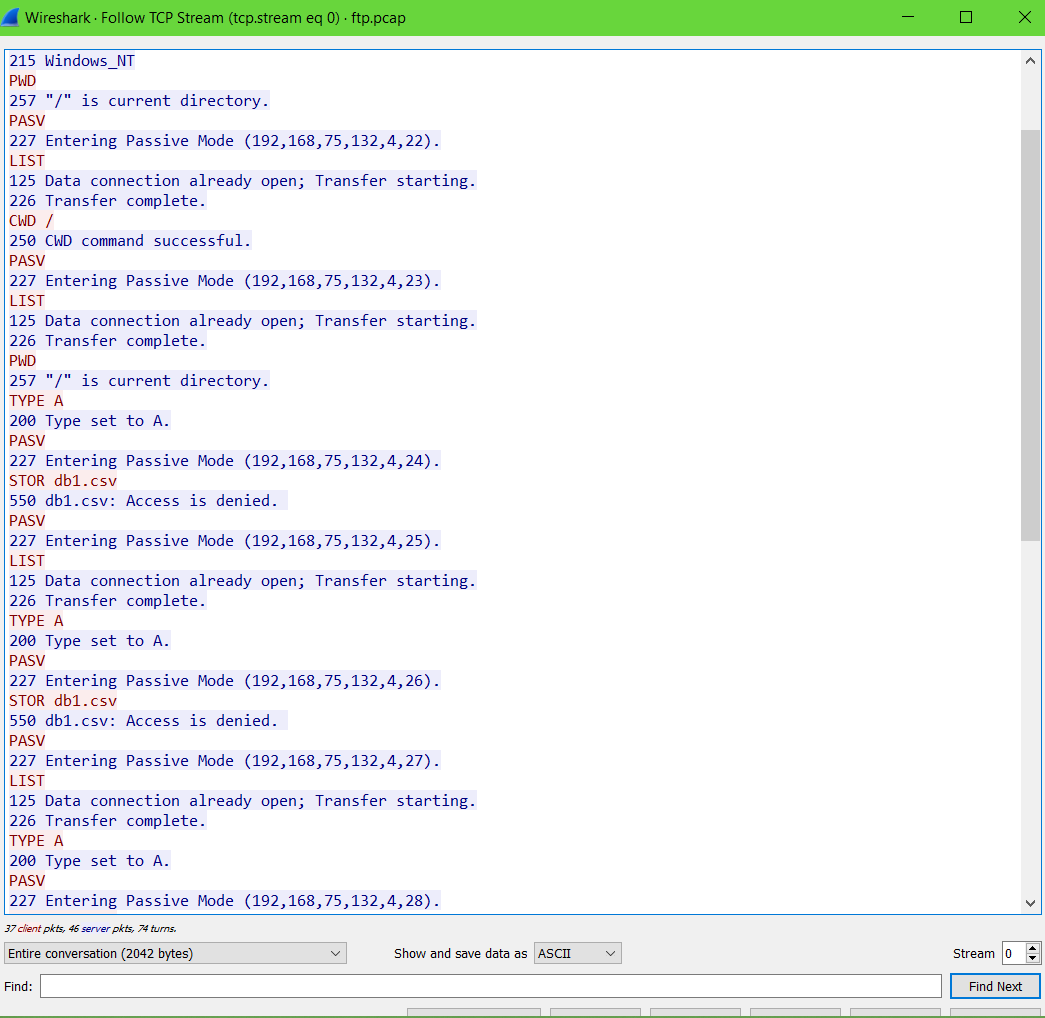 Wireshark · Follow TCP Stream (tcp.stream eq 0) · ftp.pcap
215 Windows_NT
PWD
257 "/" is current directory.
PASV
227 Entering Passive Mode (192,168,75,132,4,22).
LIST
125 Data connection already open; Transfer starting.
226 Transfer complete.
CWD /
250 CWD command successful.
PASV
227 Entering Passive Mode (192,168,75,132,4,23).
LIST
125 Data connection already open; Transfer starting.
226 Transfer complete.
PWD
257 "/" is current directory.
TYPE A
200 Type set to A.
PASV
227 Entering Passive Mode (192,168,75,132,4,24).
STOR db1.csv
550 db1.csv: Access is denied.
PASV
227 Entering Passive Mode (192,168,75,132,4,25).
LIST
125 Data connection already open; Transfer starting.
226 Transfer complete.
TYPE A
200 Type set to A.
PASV
227 Entering Passive Mode (192,168,75,132,4,26).
STOR db1.csv
550 db1.csv: Access is denied.
PASV
227 Entering Passive Mode (192,168,75,132,4,27).
LIST
125 Data connection already open; Transfer starting.
226 Transfer complete.
TYPE A
200 Type set to A.
PASV
227 Entering Passive Mode (192,168,75,132,4,28).
37 client pkts, 46 server pkts, 74 turns.
Entire conversation (2042 bytes) Show and save data as ASCII Stream 0
Find: Find Next